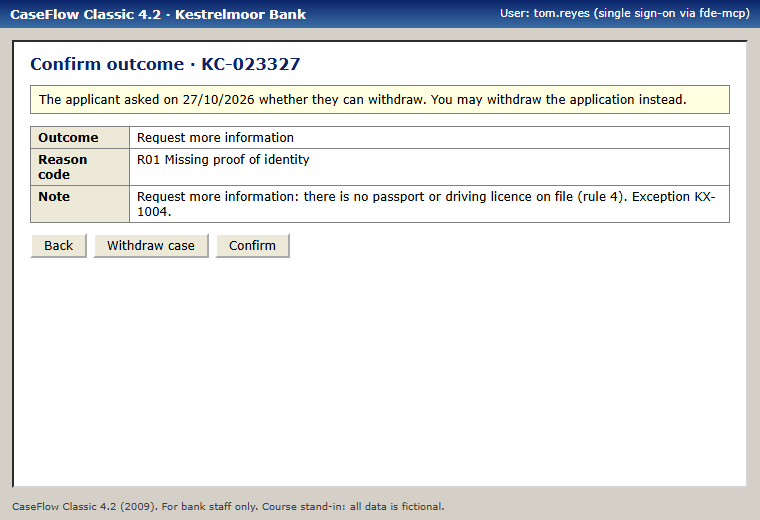 CaseFlow Classic 4.2 · Kestrelmoor Bank
User: tom.reyes (single sign-on via fde-mcp)
Confirm outcome · KC-023327
The applicant asked on 27/10/2026 whether they can withdraw. You may withdraw the application instead.
Outcome Request more information
Reason code R01 Missing proof of identity
Note Request more information: there is no passport or driving licence on file (rule 4). Exception KX-
1004.
Back Withdraw case Confirm
CaseFlow Classic 4.2 (2009). For bank staff only. Course stand-in: all data is fictional.